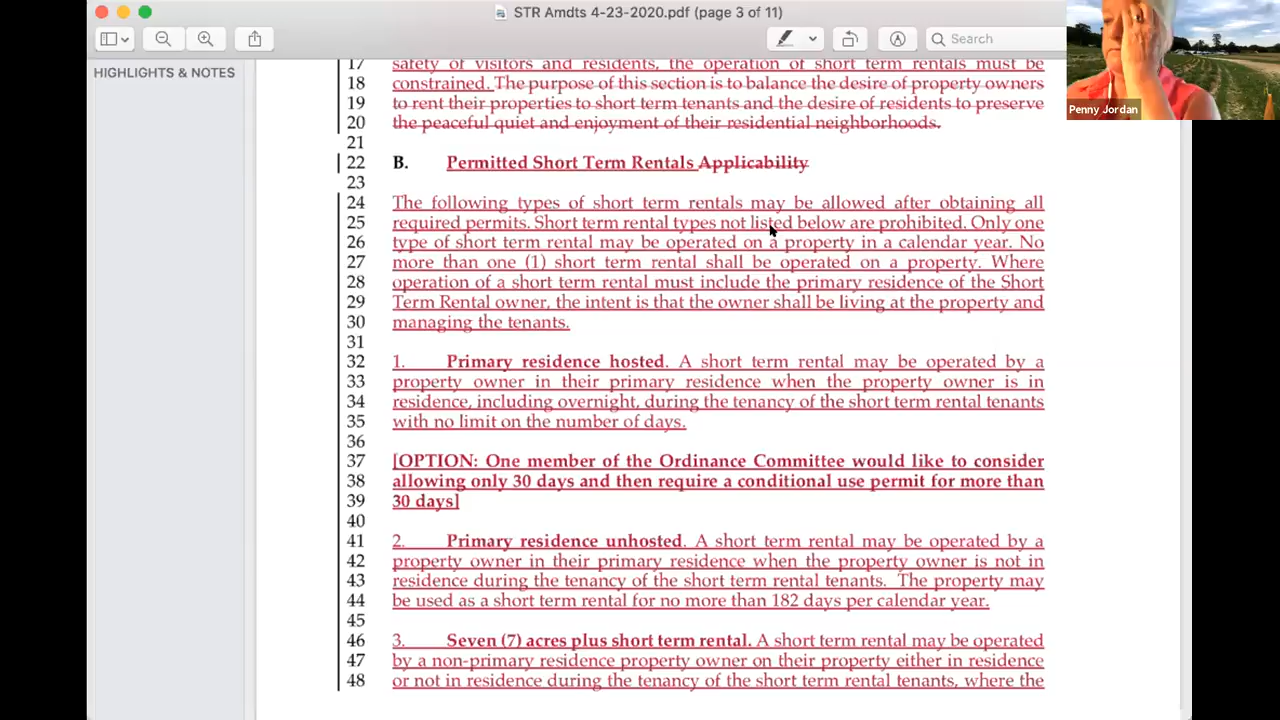 STR Amdts 4-23-2020.pdf (page 3 of 11)
Search
Penny Jordan
HIGHLIGHTS & NOTES
17 safety of visitors and residents, the operation of short term rentals must be
18 constrained. The purpose of this section is to balance the desire of property owners
19 to rent their properties to short term tenants and the desire of residents to preserve
20 the peaceful quiet and enjoyment of their residential neighborhoods.
21
22 B. Permitted Short Term Rentals Applicability
23
24 The following types of short term rentals may be allowed after obtaining all
25 required permits. Short term rental types not listed below are prohibited. Only one
26 type of short term rental may be operated on a property in a calendar year. No
27 more than one (1) short term rental shall be operated on a property. Where
28 operation of a short term rental must include the primary residence of the Short
29 Term Rental owner, the intent is that the owner shall be living at the property and
30 managing the tenants.
31
32 1. Primary residence hosted. A short term rental may be operated by a
33 property owner in their primary residence when the property owner is in
34 residence, including overnight, during the tenancy of the short term rental tenants
35 with no limit on the number of days.
36
37 [OPTION: One member of the Ordinance Committee would like to consider
38 allowing only 30 days and then require a conditional use permit for more than
39 30 days]
40
41 2. Primary residence unhosted. A short term rental may be operated by a
42 property owner in their primary residence when the property owner is not in
43 residence during the tenancy of the short term rental tenants. The property may
44 be used as a short term rental for no more than 182 days per calendar year.
45
46 3. Seven (7) acres plus short term rental. A short term rental may be operated
47 by a non-primary residence property owner on their property either in residence
48 or not in residence during the tenancy of the short term rental tenants, where the